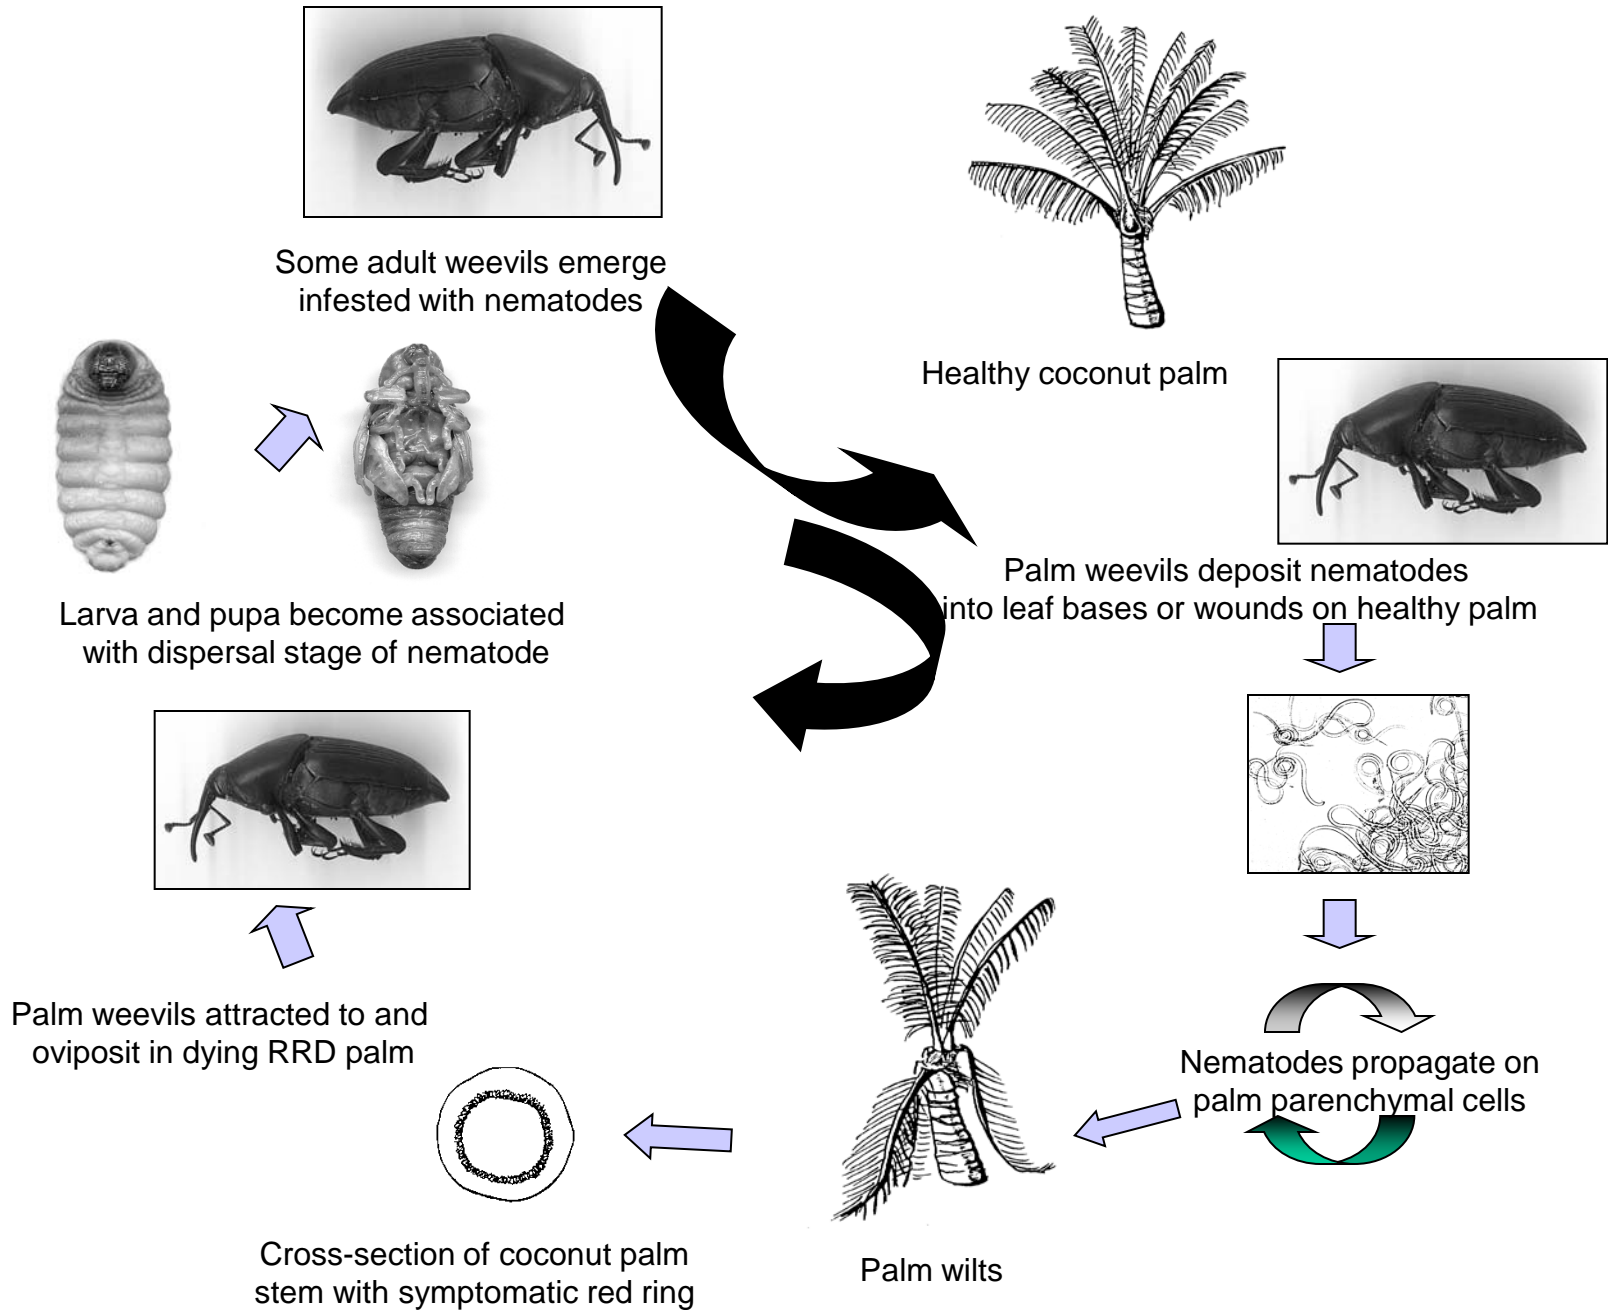 Some adult weevils emerge
infested with nematodes
Healthy coconut palm
Palm weevils deposit nematodes
into leaf bases or wounds on healthy palm
Larva and pupa become associated
with dispersal stage of nematode
Palm weevils attracted to and
oviposit in dying RRD palm
Nematodes propagate on
palm parenchymal cells
Cross-section of coconut palm
stem with symptomatic red ring
Palm wilts